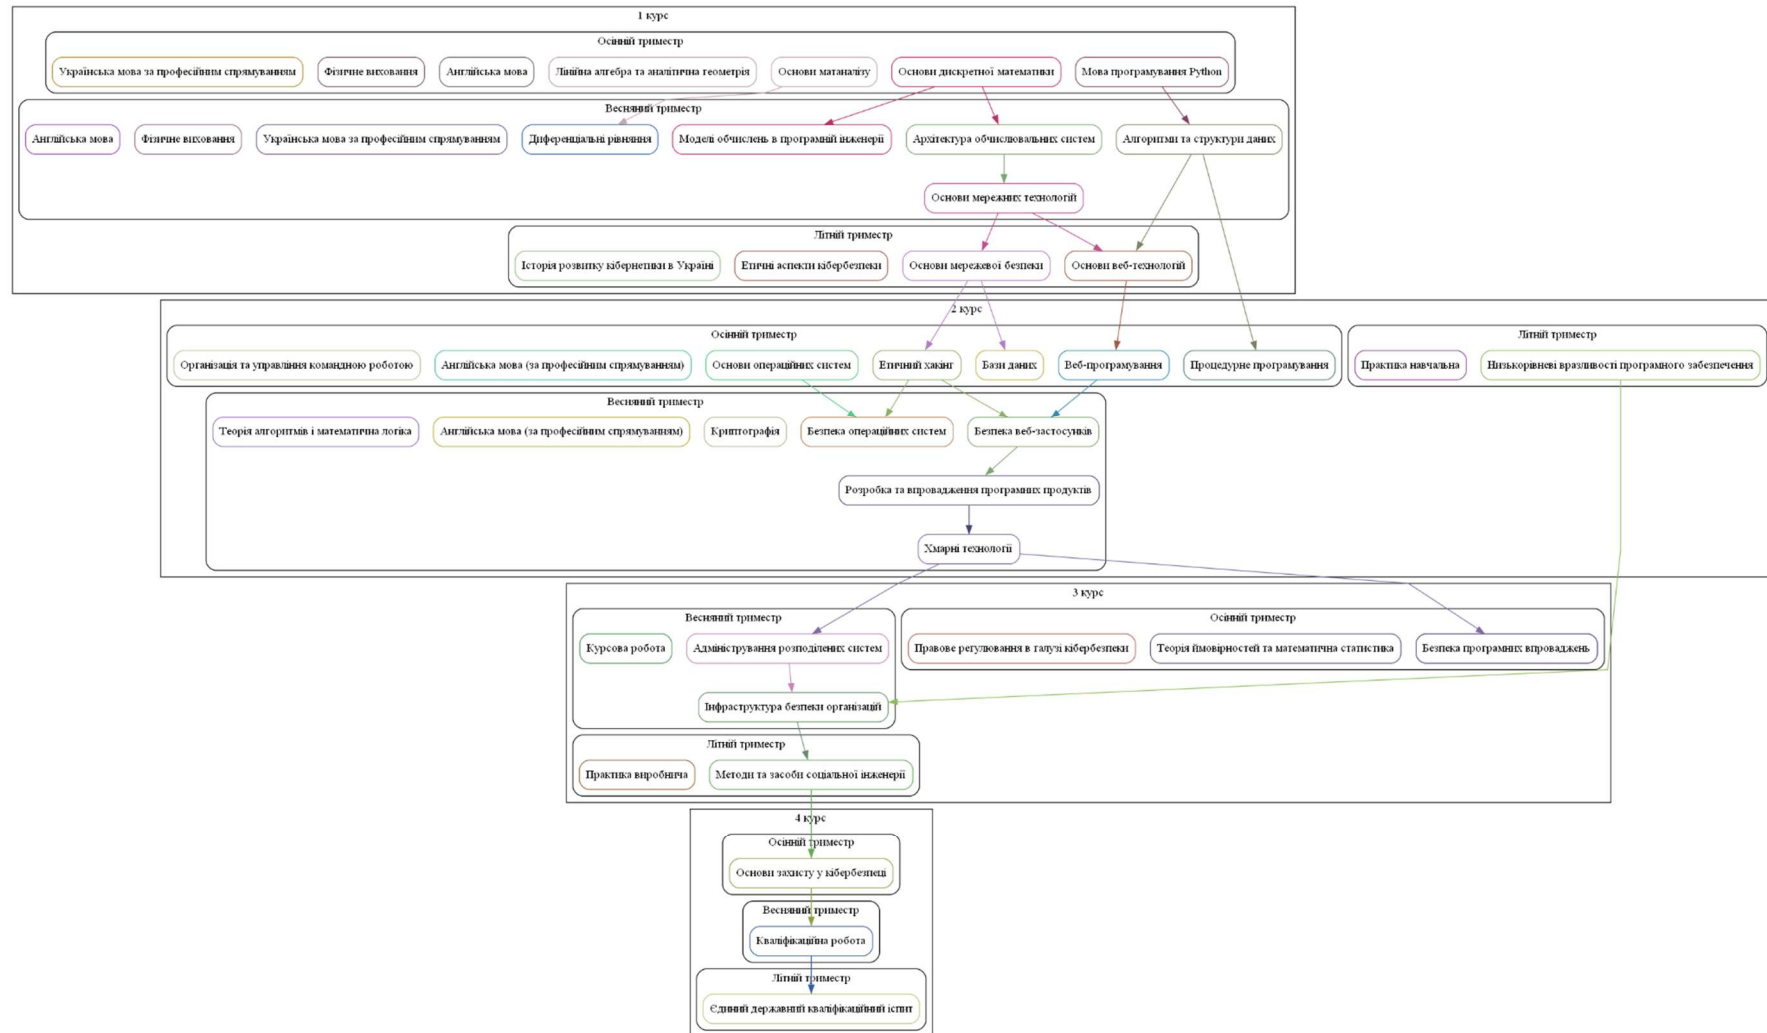 1 курс
Осінній триместр
Українська мова за професійним спрямуванням
Фізичне виховання
Англійська мова
Лінійна алгебра та аналітична геометрія
Основи матаналізу
Основи дискретної математики
Мова програмування Python
Весняний триместр
Англійська мова
Фізичне виховання
Українська мова за професійним спрямуванням
Диференціальні рівняння
Моделі обчислень в програмній інженерії
Архітектура обчислювальних систем
Алгоритми та структури даних
Основи мережних технологій
Літній триместр
Історія розвитку кібернетики в Україні
Етичні аспекти кібербезпеки
Основи мережевої безпеки
Основи веб-технологій
2 курс
Осінній триместр
Організація та управління командною роботою
Англійська мова (за професійним спрямуванням)
Основи операційних систем
Етичний хакінг
Бази даних
Веб-програмування
Процедурне програмування
Літній триместр
Практика навчальна
Низькорівневі вразливості програмного забезпечення
Весняний триместр
Теорія алгоритмів і математична логіка
Англійська мова (за професійним спрямуванням)
Криптографія
Безпека операційних систем
Безпека веб-застосунків
Розробка та впровадження програмних продуктів
Хмарні технології
3 курс
Весняний триместр
Курсова робота
Адміністрування розподілених систем
Інфраструктура безпеки організацій
Осінній триместр
Правове регулювання в галузі кібербезпеки
Теорія ймовірностей та математична статистика
Безпека програмних впроваджень
Літній триместр
Практика виробнича
Методи та засоби соціальної інженерії
4 курс
Осінній триместр
Основи захисту у кібербезпеці
Весняний триместр
Кваліфікаційна робота
Літній триместр
Єдиний державний кваліфікаційний іспит